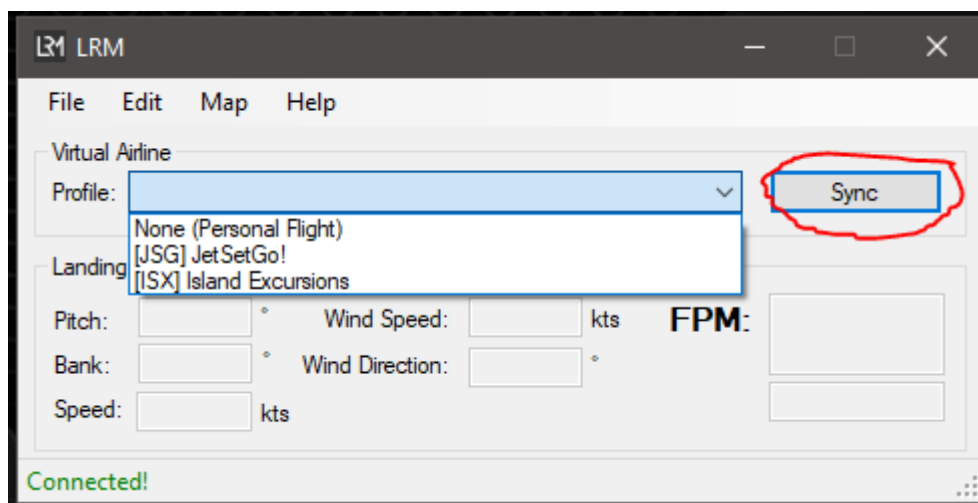 LRM LRM
File Edit Map Help
Virtual Airline
Profile: Sync
None (Personal Flight)
[JSG] JetSetGo!
[ISX] Island Excursions
Landing
Pitch: ° Wind Speed: kts FPM:
Bank: ° Wind Direction: °
Speed: kts
Connected!